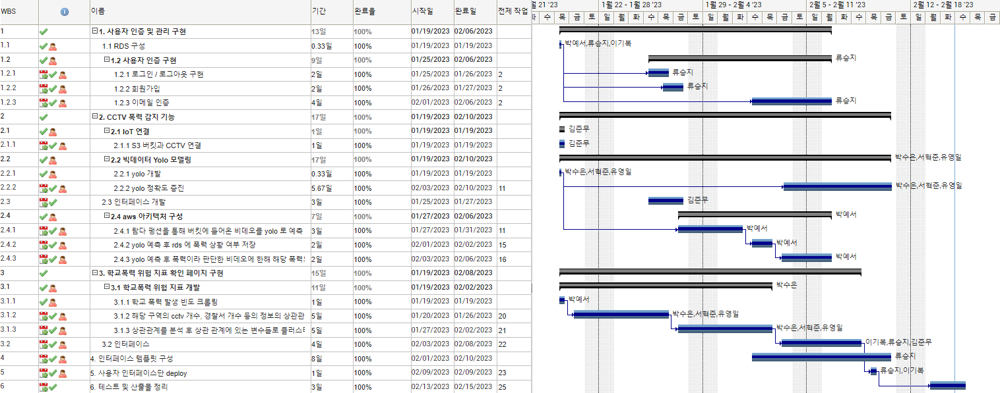 WBS 이름 기간 완료율 시작일 완료일 전제 작업
1 1. 사용자 인증 및 관리 구현 13일 100% 01/19/2023 02/06/2023
1.1 1.1 RDS 구성 0.33일 100% 01/19/2023 01/19/2023
1.2 1.2 사용자 인증 구현 9일 100% 01/25/2023 02/06/2023
1.2.1 1.2.1 로그인 / 로그아웃 구현 2일 100% 01/25/2023 01/26/2023 2
1.2.2 1.2.2 회원가입 2일 100% 01/26/2023 01/27/2023 2
1.2.3 1.2.3 이메일 인증 4일 100% 02/01/2023 02/06/2023 2
2 2. CCTV 폭력 감지 기능 17일 100% 01/19/2023 02/10/2023
2.1 2.1 IoT 연결 1일 100% 01/19/2023 01/19/2023
2.1.1 2.1.1 S3 버킷과 CCTV 연결 1일 100% 01/19/2023 01/19/2023
2.2 2.2 빅데이터 Yolo 모델링 17일 100% 01/19/2023 02/10/2023
2.2.1 2.2.1 yolo 개발 0.33일 100% 01/19/2023 01/19/2023
2.2.2 2.2.2 yolo 정확도 증진 5.67일 100% 02/03/2023 02/10/2023 11
2.3 2.3 인터페이스 개발 3일 100% 01/25/2023 01/27/2023
2.4 2.4 aws 아키텍처 구성 7일 100% 01/27/2023 02/06/2023
2.4.1 2.4.1 람다 펑션을 통해 버킷에 들어온 비디오를 yolo 로 예측 3일 100% 01/27/2023 01/31/2023 11
2.4.2 2.4.2 yolo 예측 후 rds 에 폭력 상황 여부 저장 2일 100% 02/01/2023 02/02/2023 15
2.4.3 2.4.3 yolo 예측 후 폭력이라 판단한 비디오에 한해 해당 2일 100% 02/03/2023 02/06/2023 16
3 3. 학교폭력 위험 지표 확인 페이지 구현 15일 100% 01/19/2023 02/08/2023
3.1 3.1 학교폭력 위험 지표 개발 11일 100% 01/19/2023 02/02/2023
3.1.1 3.1.1 학교 폭력 발생 빈도 크롤링 1일 100% 01/19/2023 01/19/2023
3.1.2 3.1.2 해당 구역의 cctv 개수, 경찰서 개수 등의 정보의 상관관 5일 100% 01/20/2023 01/26/2023 20
3.1.3 3.1.3 상관관계를 분석 후 상관 관계에 있는 변수들로 5일 100% 01/27/2023 02/02/2023 21
3.2 3.2 인터페이스 4일 100% 02/03/2023 02/08/2023 22
4 4. 인터페이스 템플릿 구성 8일 100% 02/01/2023 02/10/2023
5 5. 사용자 인터페이스단 deploy 1일 100% 02/09/2023 02/09/2023 23
6 6. 테스트 및 산출물 정리 3일 100% 02/13/2023 02/15/2023 25
월 21 '23 1월 22 - 1월 28 '23 1월 29 - 2월 4 '23 2월 5 - 2월 11 '23 2월 12 - 2월 18 '23
화 수 목 금 토 일 월 화 수 목 금 토 일 월 화 수 목 금 토 일 월 화 수 목 금 토 일 월 화 수 목 금
박예서,류승지,이기복
류승지
류승지
류승지
류승지
김준무
김준무
박수은,서혁준,유영일
박수은,서혁준,유영일
박수은,서혁준,유영일
김준무
박예서
박예서
박예서
박예서
박수은
박예서
박수은,서혁준,유영일
박수은,서혁준,유영일
이기복,류승지,김준무
류승지
류승지,이기복